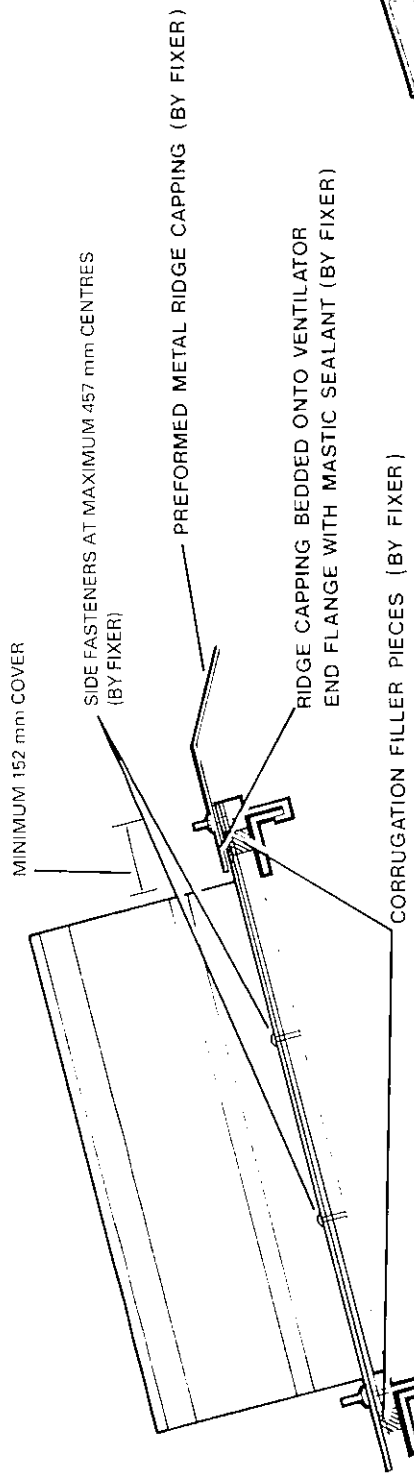 MINIMUM 152 mm COVER
SIDE FASTENERS AT MAXIMUM 457 mm CENTRES
(BY FIXER)
PREFORMED METAL RIDGE CAPPING (BY FIXER)
RIDGE CAPPING BEDDED ONTO VENTILATOR
END FLANGE WITH MASTIC SEALANT (BY FIXER)
CORRUGATION FILLER PIECES (BY FIXER)